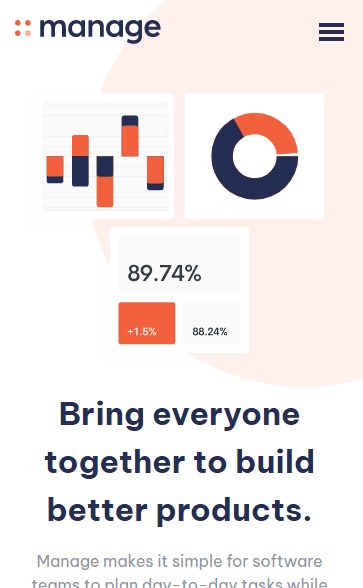 manage
89.74%
+1.5%
88.24%
Bring everyone
together to build
better products.
Manage makes it simple for software
teams to plan day-to-day tasks while